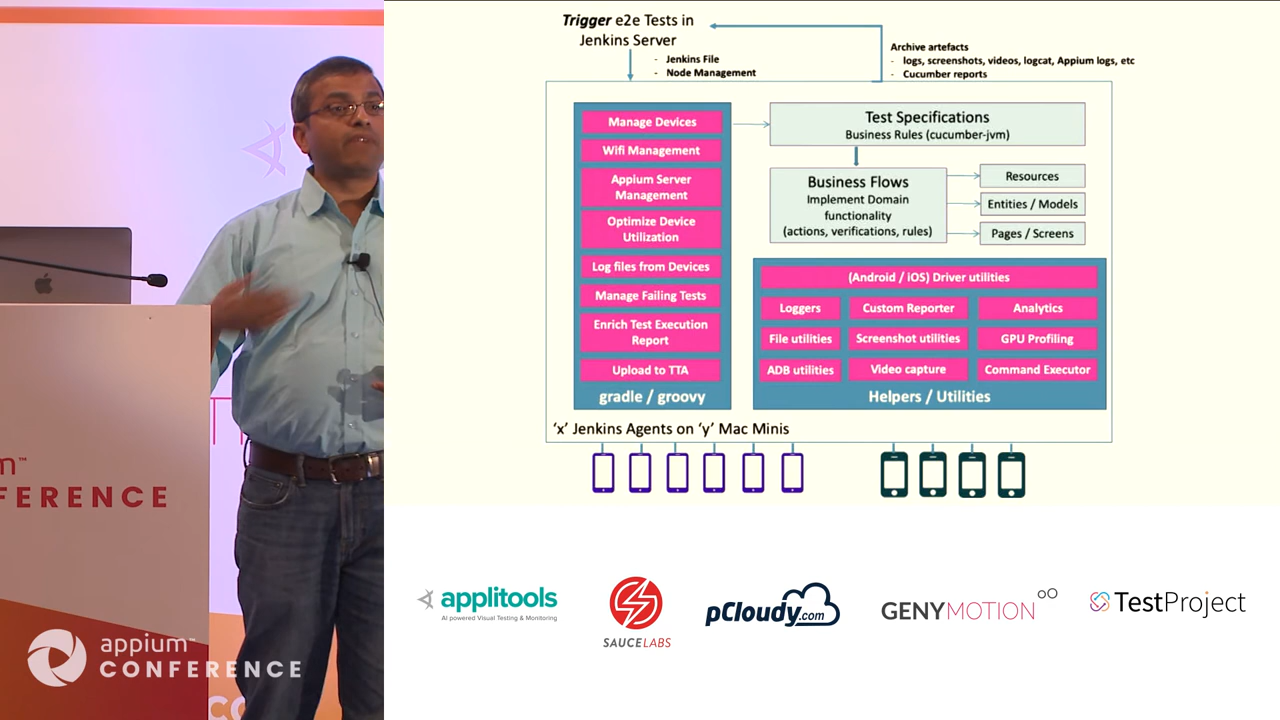 Trigger e2e Tests in
Jenkins Server
- Jenkins File
- Node Management
Archive artefacts
- logs, screenshots, videos, logcat, Appium logs, etc
- Cucumber reports
Manage Devices
Wifi Management
Appium Server
Management
Optimize Device
Utilization
Log files from Devices
Manage Failing Tests
Enrich Test Execution
Report
Upload to TTA
gradle / groovy
Test Specifications
Business Rules (cucumber-jvm)
Business Flows
Implement Domain
functionality
(actions, verifications, rules)
Resources
Entities / Models
Pages / Screens
(Android / iOS) Driver utilities
Loggers
Custom Reporter
Analytics
File utilities
Screenshot utilities
GPU Profiling
ADB utilities
Video capture
Command Executor
Helpers / Utilities
‘x’ Jenkins Agents on ‘y’ Mac Minis
m™
FERENCE
appium™
CONFERENCE
CO
applitools
AI powered Visual Testing & Monitoring
SAUCELABS
pCloudy.com
GENYMOTION
TestProject